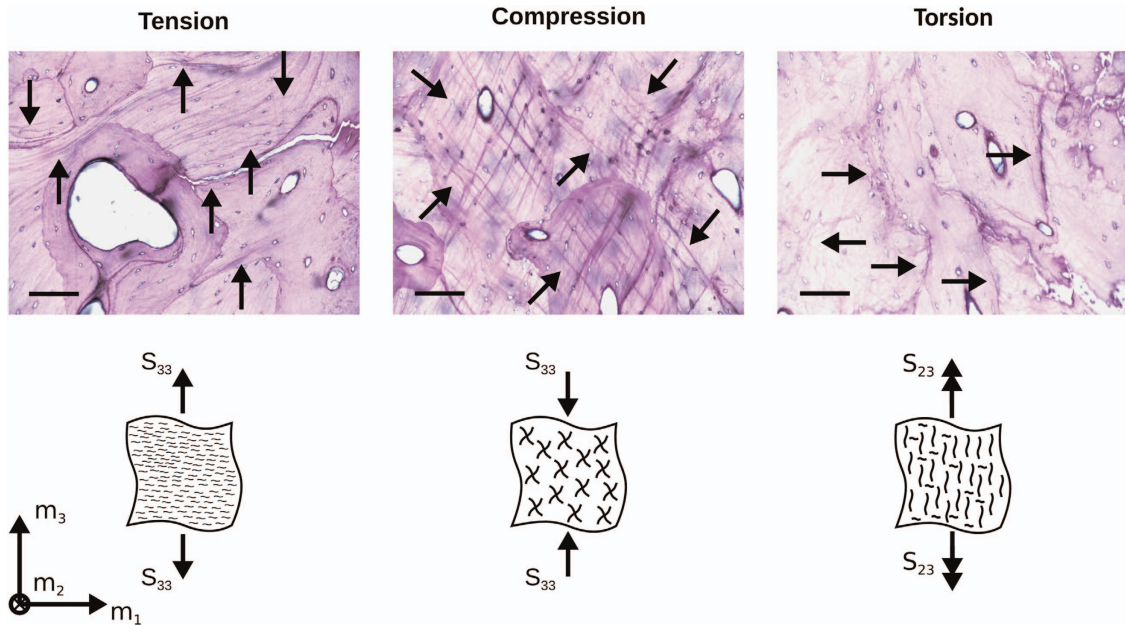 Tension
Compression
Torsion
S₃₃
S₃₃
S₂₃
S₃₃
S₃₃
S₂₃
m₃
m₂
m₁